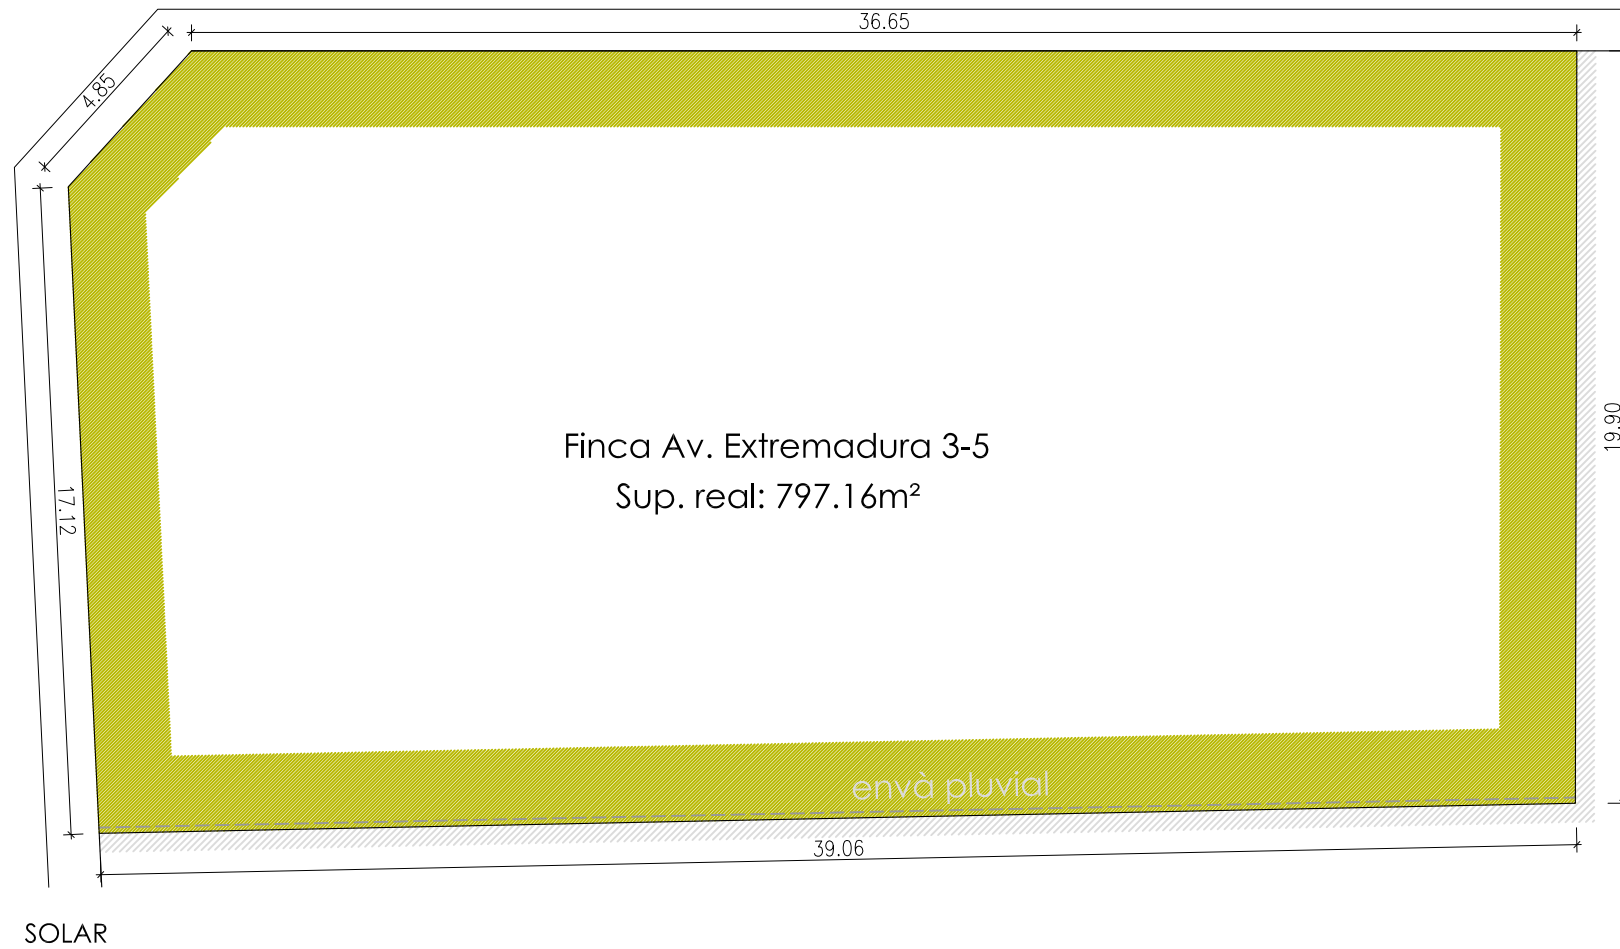 36.65
4.85
19.90
Finca Av. Extremadura 3-5
Sup. real: 797.16m²
17.12
envà pluvial
39.06
SOLAR